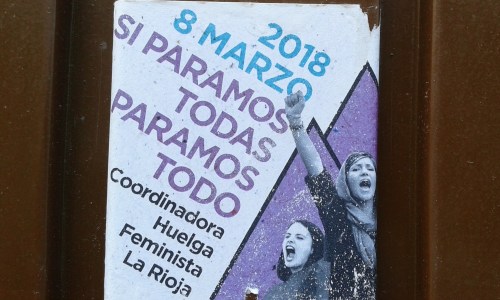 2018
8 MARZO
SI PARAMOS
TODAS
PARAMOS
TODO
Coordinadora
Huelga
Feminista
La Rioja